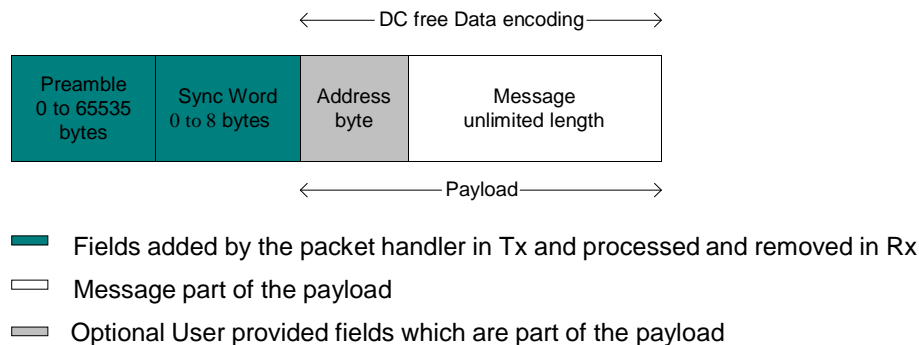 DC free Data encoding
Preamble
0 to 65535
bytes
Sync Word
0 to 8 bytes
Address
byte
Message
unlimited length
Payload
Fields added by the packet handler in Tx and processed and removed in Rx
Message part of the payload
Optional User provided fields which are part of the payload